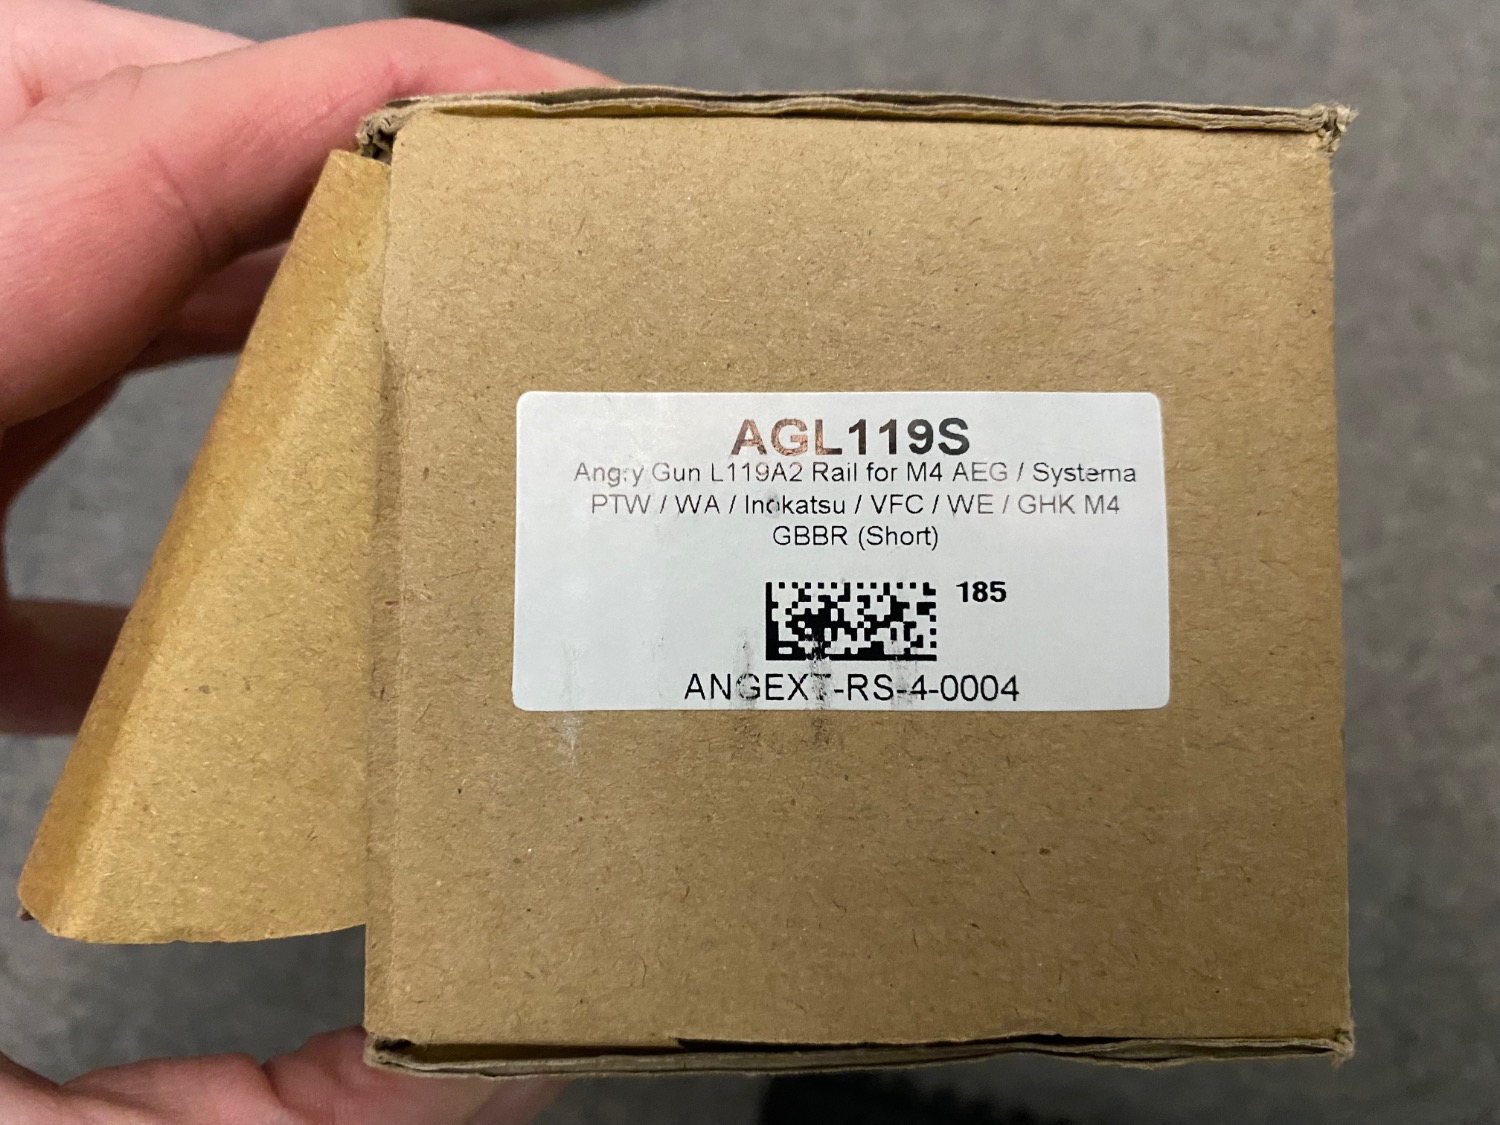 AGL119S
Angry Gun L119A2 Rail for M4 AEG / Systema
PTW / WA / Inokatsu / VFC / WE / GHK M4
GBBR (Short)
185
ANGEXT-RS-4-0004